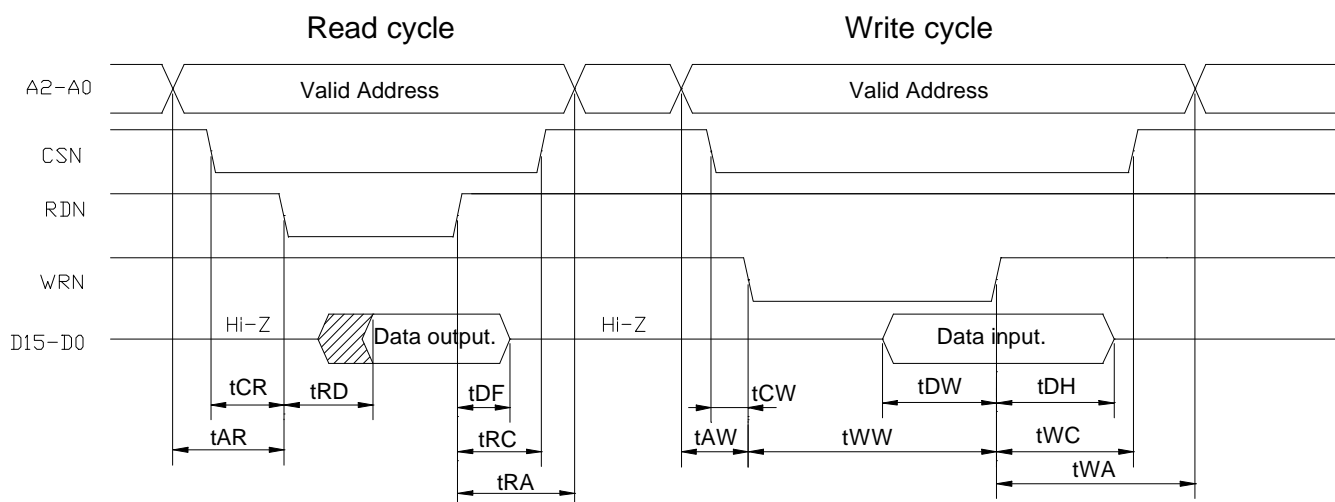 Read cycle Write cycle
A2-A0 Valid Address Valid Address
CSN
RDN
WRN
Hi-Z Hi-Z
D15-D0 Data output. Data input.
tCR tRD tDF tCW tDW tDH
tAR tRC tAW tWW tWC
tRA tWA